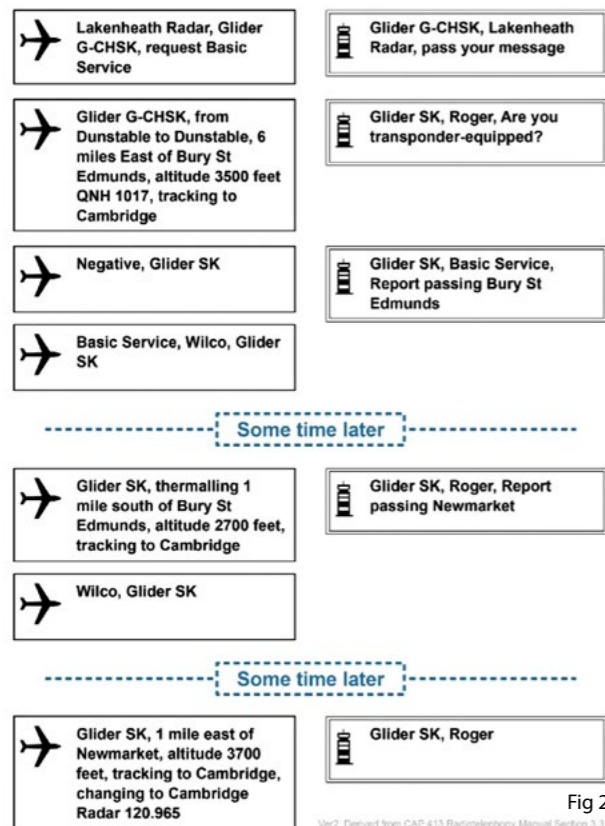 Lakenheath Radar, Glider
G-CHSK, request Basic
Service
Glider G-CHSK, Lakenheath
Radar, pass your message
Glider G-CHSK, from
Dunstable to Dunstable, 6
miles East of Bury St
Edmunds, altitude 3500 feet
QNH 1017, tracking to
Cambridge
Glider SK, Roger, Are you
transponder-equipped?
Negative, Glider SK
Glider SK, Basic Service,
Report passing Bury St
Edmunds
Basic Service, Wilco, Glider
SK
Some time later
Glider SK, thermalling 1
mile south of Bury St
Edmunds, altitude 2700 feet,
tracking to Cambridge
Glider SK, Roger, Report
passing Newmarket
Wilco, Glider SK
Some time later
Glider SK, 1 mile east of
Newmarket, altitude 3700
feet, tracking to Cambridge,
changing to Cambridge
Radar 120.965
Glider SK, Roger
Fig 2
Ver2. Derived from CAP 413 Radiotelephony Manual Section 3.3